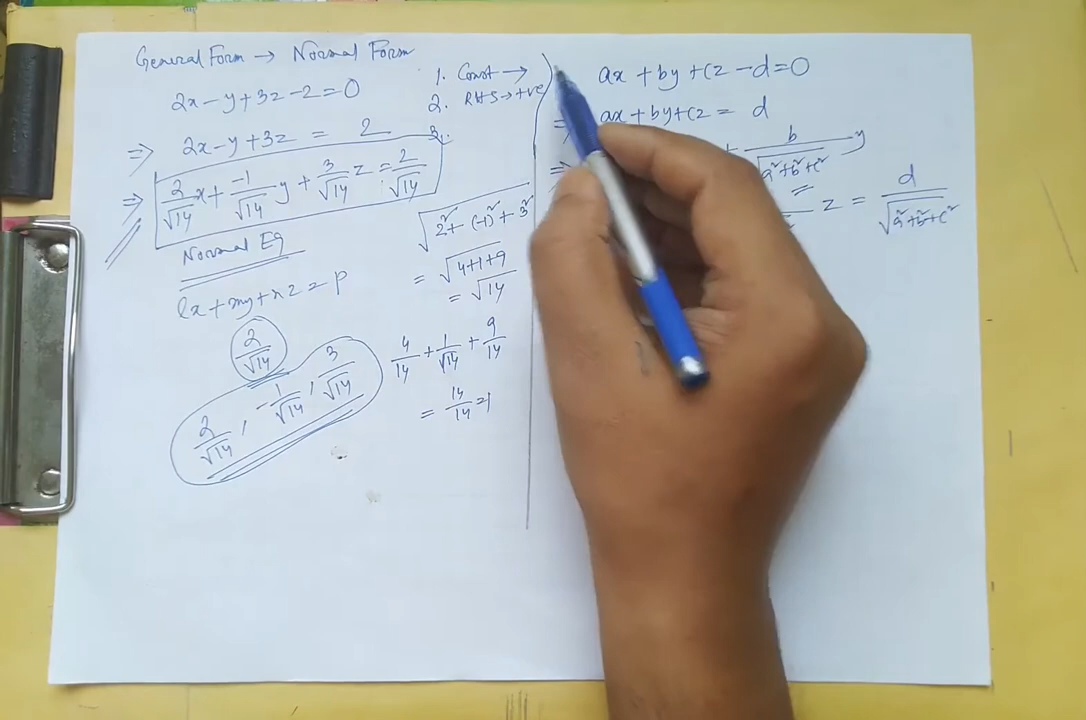 General Form → Normal Form
2x - y + 3z - 2 = 0
⇒ 2x - y + 3z = 2
⇒ 2/√14 x + -1/√14 y + 3/√14 z = 2/√14
Normal Eq
lx + my + nz = p
2/√14
2/√14, -1/√14, 3/√14
1. Const →
2. RHS → +ve
3.
√2² + (-1)² + 3²
= √4+1+9
= √14
4/14 + 1/√14 + 9/14
= 14/14 = 1
ax + by + cz - d = 0
⇒ ax + by + cz = d
⇒ + b/√a²+b²+c² y
z = d/√a²+b²+c²